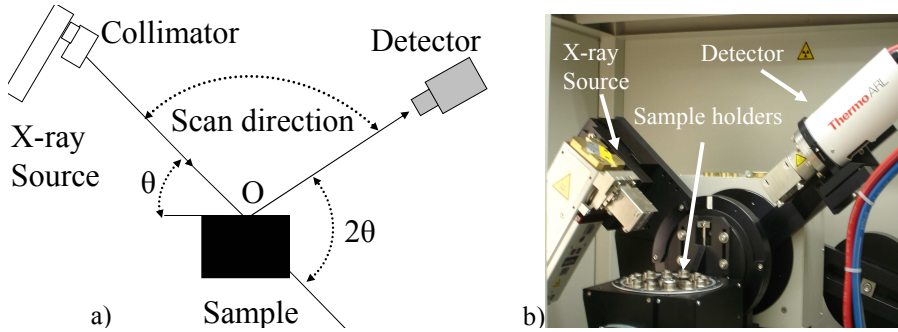 Collimator
Detector
X-ray
Source
Scan direction
θ
O
2θ
Sample
a)
X-ray
Source
Detector
Sample holders
ThermoARL
b)